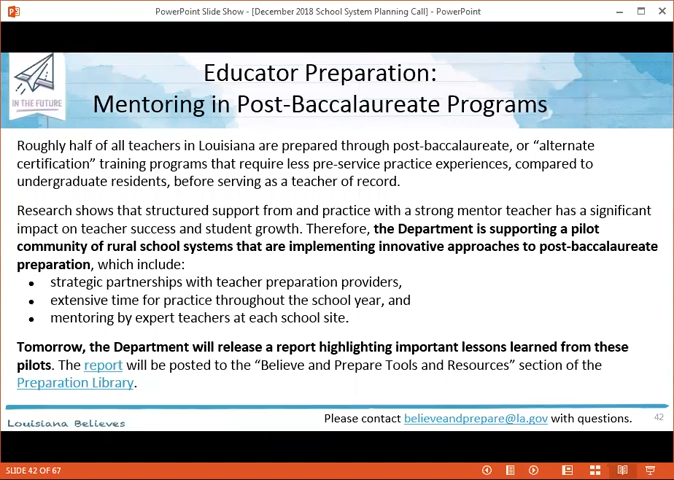 PowerPoint Slide Show - [December 2018 School System Planning Call] - PowerPoint
IN THE FUTURE
Educator Preparation:
Mentoring in Post-Baccalaureate Programs
Roughly half of all teachers in Louisiana are prepared through post-baccalaureate, or “alternate
certification” training programs that require less pre-service practice experiences, compared to
undergraduate residents, before serving as a teacher of record.
Research shows that structured support from and practice with a strong mentor teacher has a significant
impact on teacher success and student growth. Therefore, the Department is supporting a pilot
community of rural school systems that are implementing innovative approaches to post-baccalaureate
preparation, which include:
• strategic partnerships with teacher preparation providers,
• extensive time for practice throughout the school year, and
• mentoring by expert teachers at each school site.
Tomorrow, the Department will release a report highlighting important lessons learned from these
pilots. The report will be posted to the “Believe and Prepare Tools and Resources” section of the
Preparation Library.
Louisiana Believes
Please contact believeandprepare@la.gov with questions.
42
SLIDE 42 OF 67